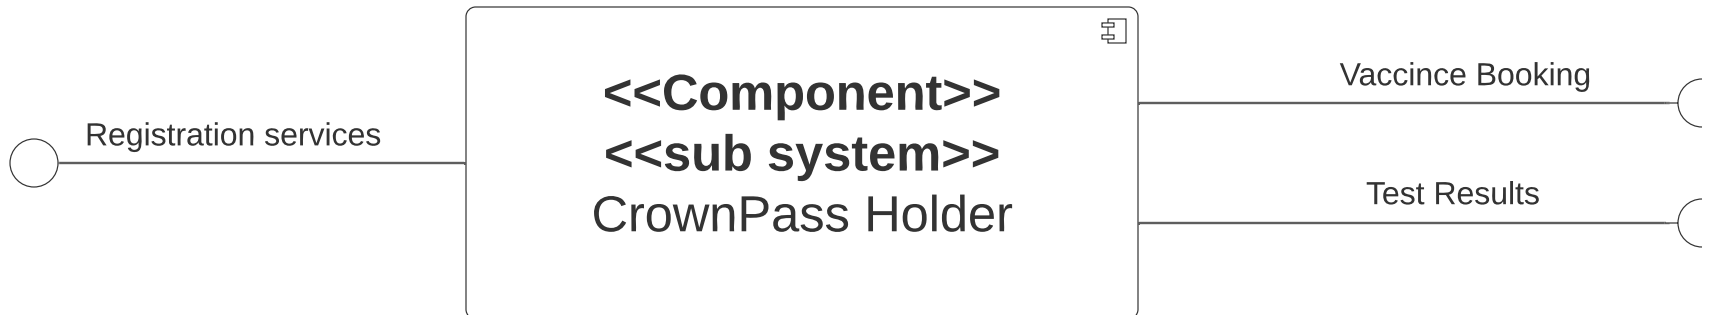 Registration services
<<Component>>
<<sub system>>
CrownPass Holder
Vaccince Booking
Test Results